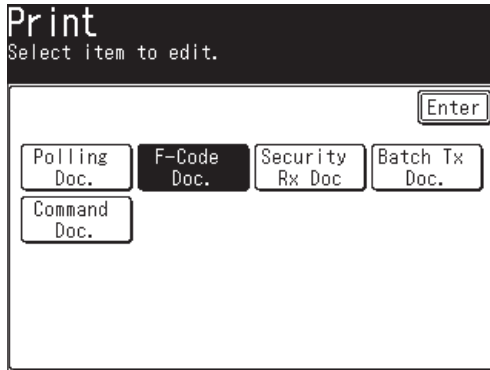 Print
Select item to edit.
Enter
Polling Doc.
F-Code Doc.
Security Rx Doc
Batch Tx Doc.
Command Doc.